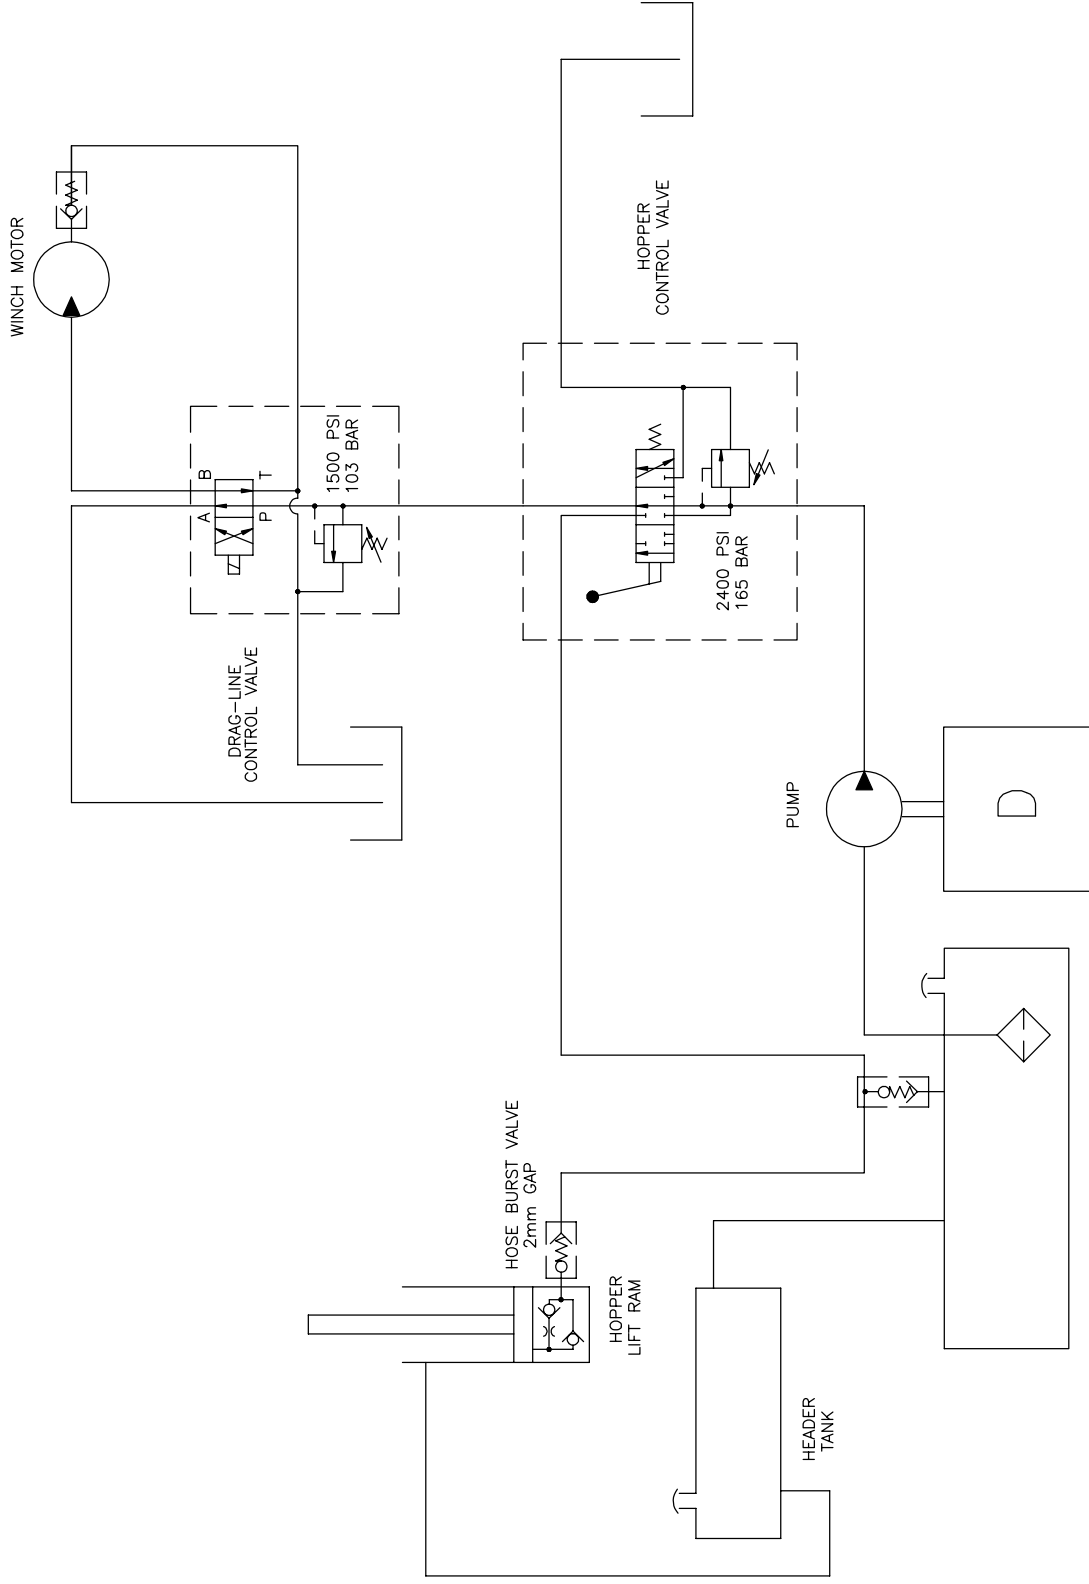 WINCH MOTOR
B
A
T
P
1500 PSI
103 BAR
DRAG-LINE
CONTROL VALVE
HOPPER
CONTROL VALVE
2400 PSI
165 BAR
PUMP
D
HOSE BURST VALVE
2mm GAP
HOPPER
LIFT RAM
HEADER
TANK